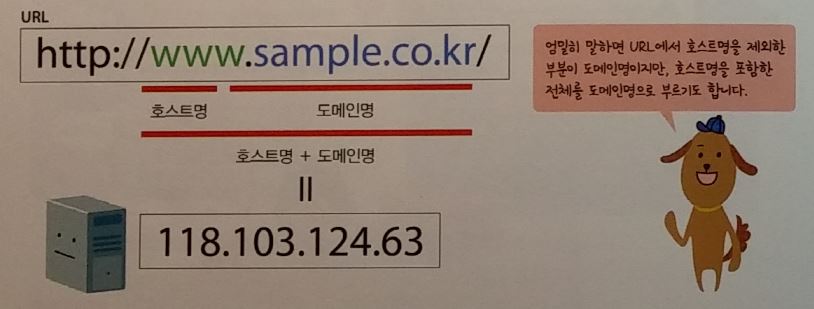 URL
http://www.sample.co.kr/
호스트명
도메인명
호스트명 + 도메인명
=
118.103.124.63
엄밀히 말하면 URL에서 호스트명을 제외한
부분이 도메인명이지만, 호스트명을 포함한
전체를 도메인명으로 부르기도 합니다.